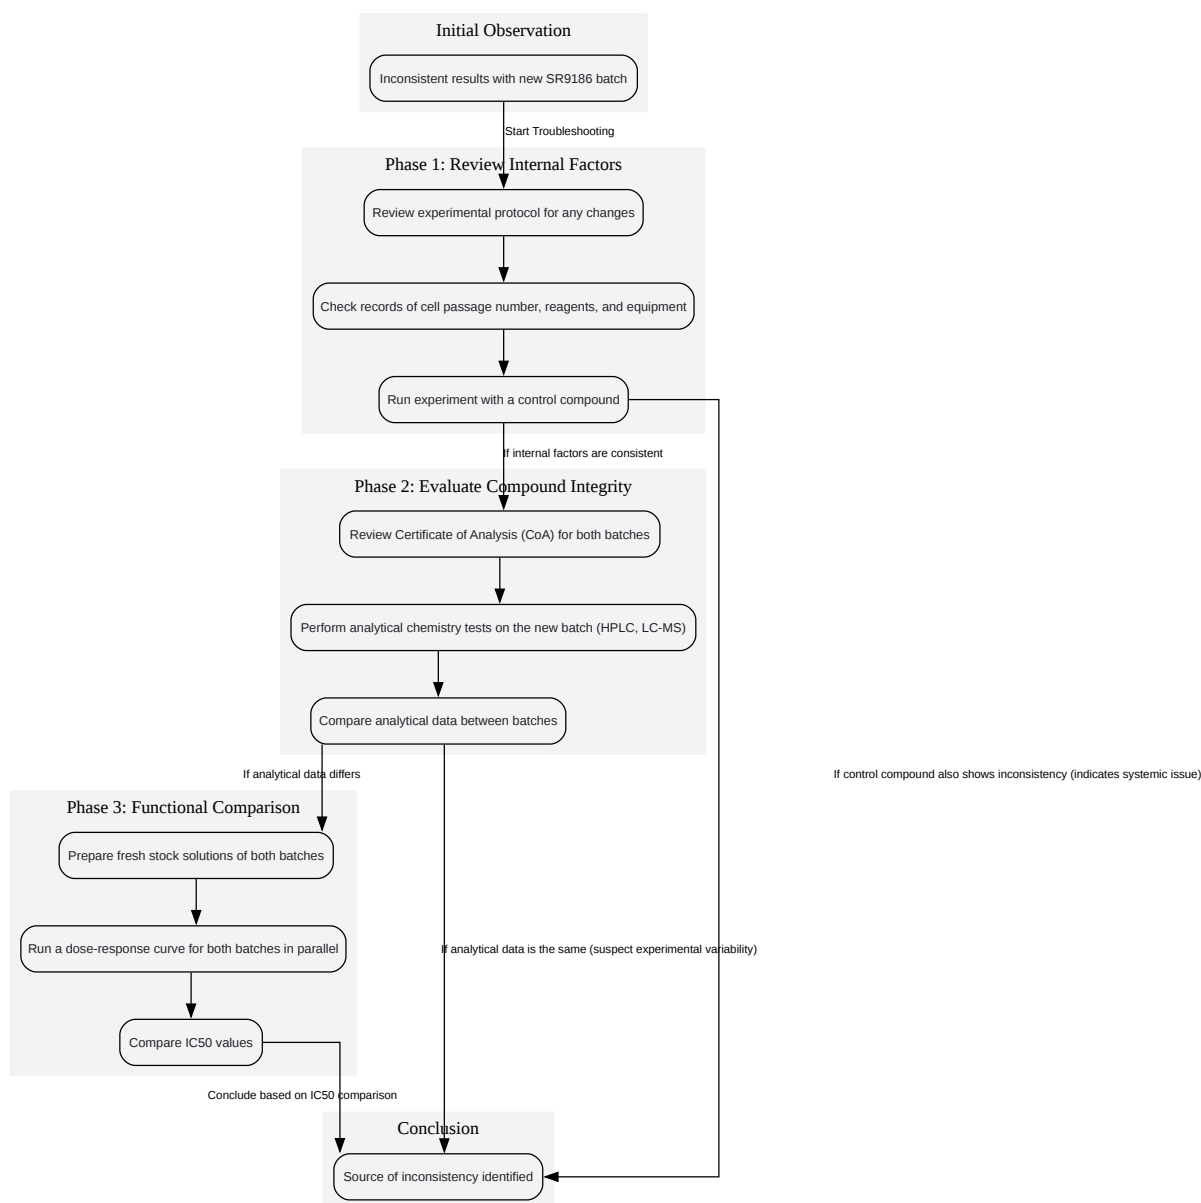 Initial Observation
Inconsistent results with new SR9186 batch
Start Troubleshooting
Phase 1: Review Internal Factors
Review experimental protocol for any changes
Check records of cell passage number, reagents, and equipment
Run experiment with a control compound
If internal factors are consistent
Phase 2: Evaluate Compound Integrity
Review Certificate of Analysis (CoA) for both batches
Perform analytical chemistry tests on the new batch (HPLC, LC-MS)
Compare analytical data between batches
If analytical data differs
If control compound also shows inconsistency (indicates systemic issue)
Phase 3: Functional Comparison
Prepare fresh stock solutions of both batches
Run a dose-response curve for both batches in parallel
If analytical data is the same (suspect experimental variability)
Compare IC50 values
Conclude based on IC50 comparison
Conclusion
Source of inconsistency identified